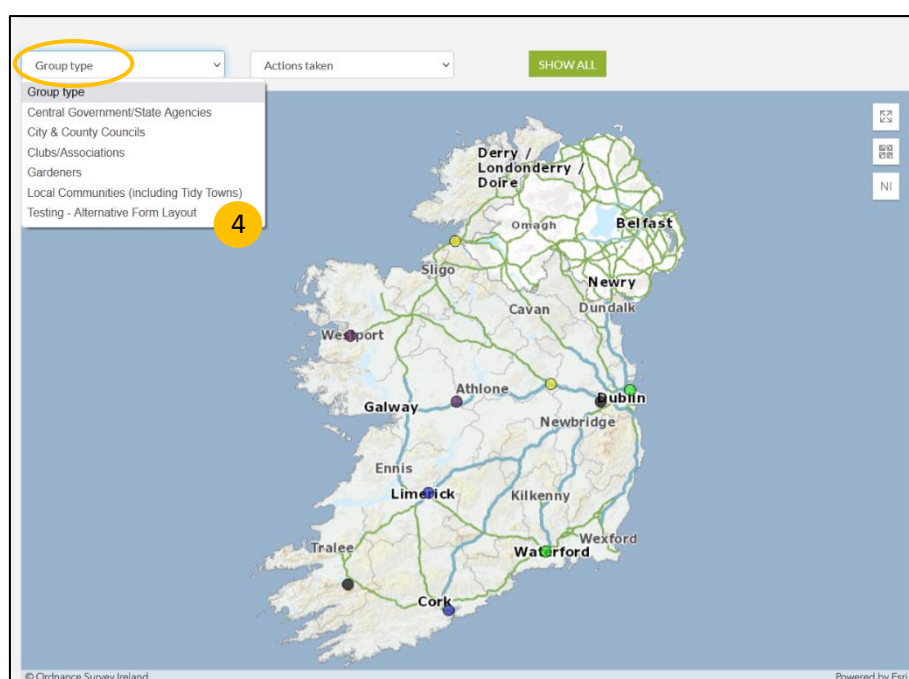 Group type
Actions taken
SHOW ALL
Group type
Central Government/State Agencies
City & County Councils
Clubs/Associations
Gardeners
Local Communities (including Tidy Towns)
Testing - Alternative Form Layout
4
NI
Derry /
Londonderry /
Doire
Omagh
Belfast
Sligo
Newry
Cavan
Dundalk
Westport
Athlone
Galway
Dublin
Newbridge
Ennis
Limerick
Kilkenny
Tralee
Wexford
Waterford
Cork
© Ordnance Survey Ireland
Powered by Esri